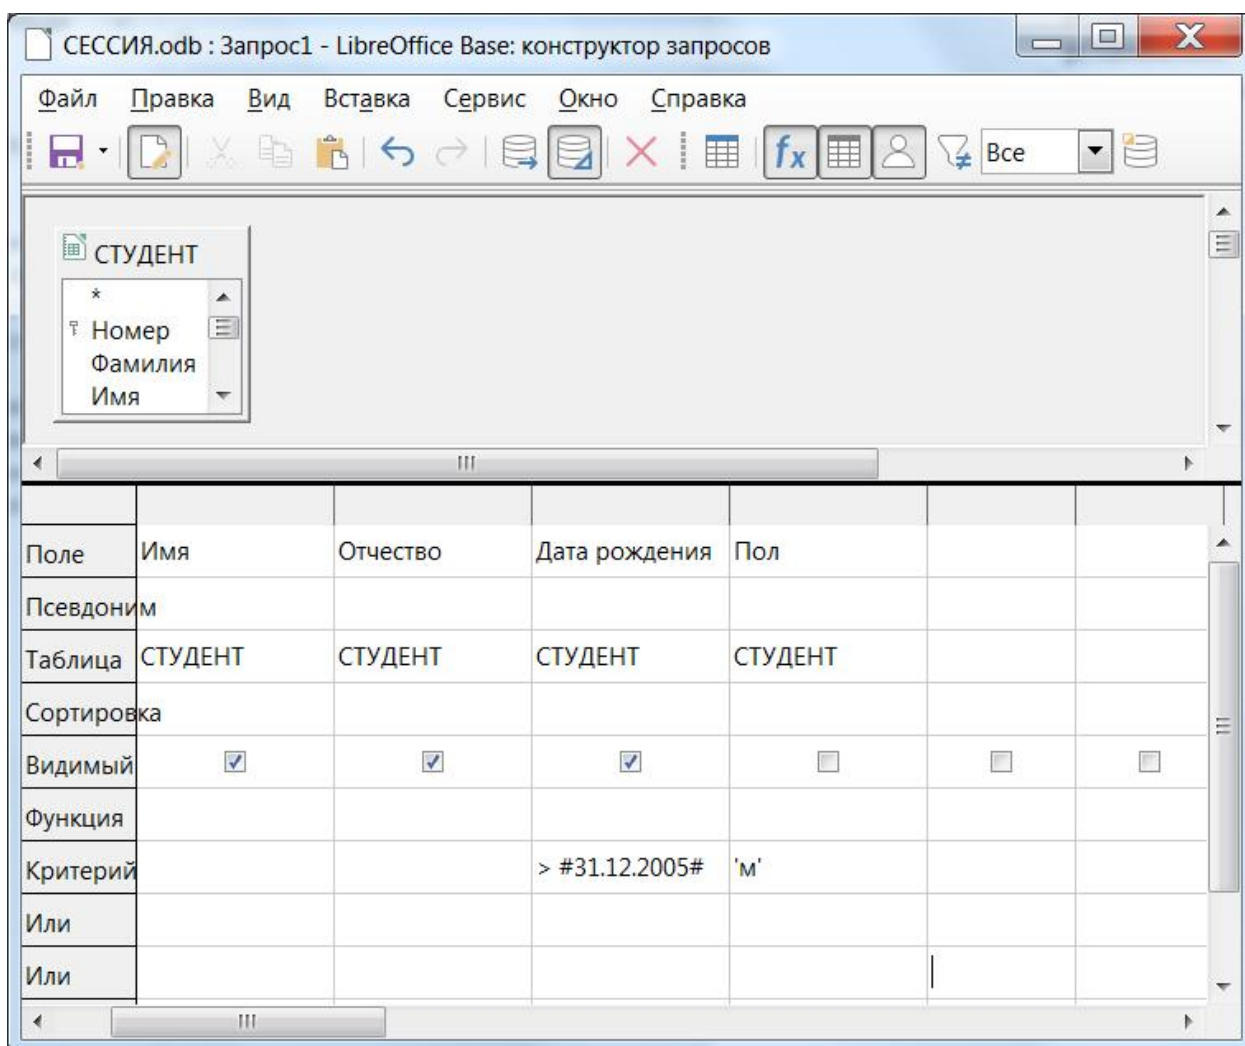 СЕССИЯ.odb : Запрос1 - LibreOffice Base: конструктор запросов
Файл Правка Вид Вставка Сервис Окно Справка
fx Все
СТУДЕНТ
*
Номер
Фамилия
Имя
Поле Имя Отчество Дата рождения Пол
Псевдоним
Таблица СТУДЕНТ СТУДЕНТ СТУДЕНТ СТУДЕНТ
Сортировка
Видимый
Функция
Критерий > #31.12.2005# 'м'
Или
Или